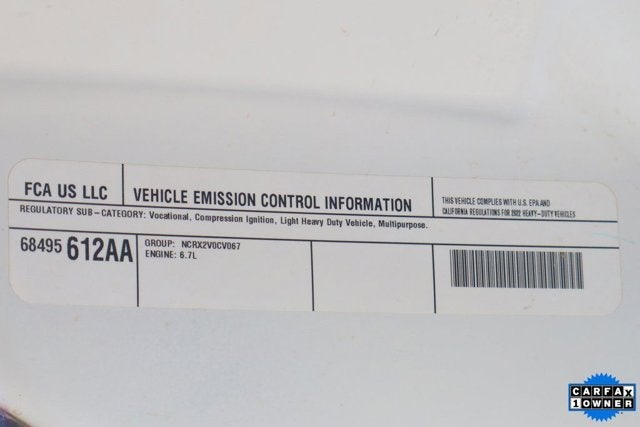 FCA US LLC
VEHICLE EMISSION CONTROL INFORMATION
THIS VEHICLE COMPLIES WITH U.S. EPA AND
CALIFORNIA REGULATIONS FOR 2022 HEAVY-DUTY VEHICLES
REGULATORY SUB-CATEGORY: Vocational, Compression Ignition, Light Heavy Duty Vehicle, Multipurpose.
68495 612AA
GROUP: NCRX2V0CV067
ENGINE: 6.7L
CARFAX
1 OWNER